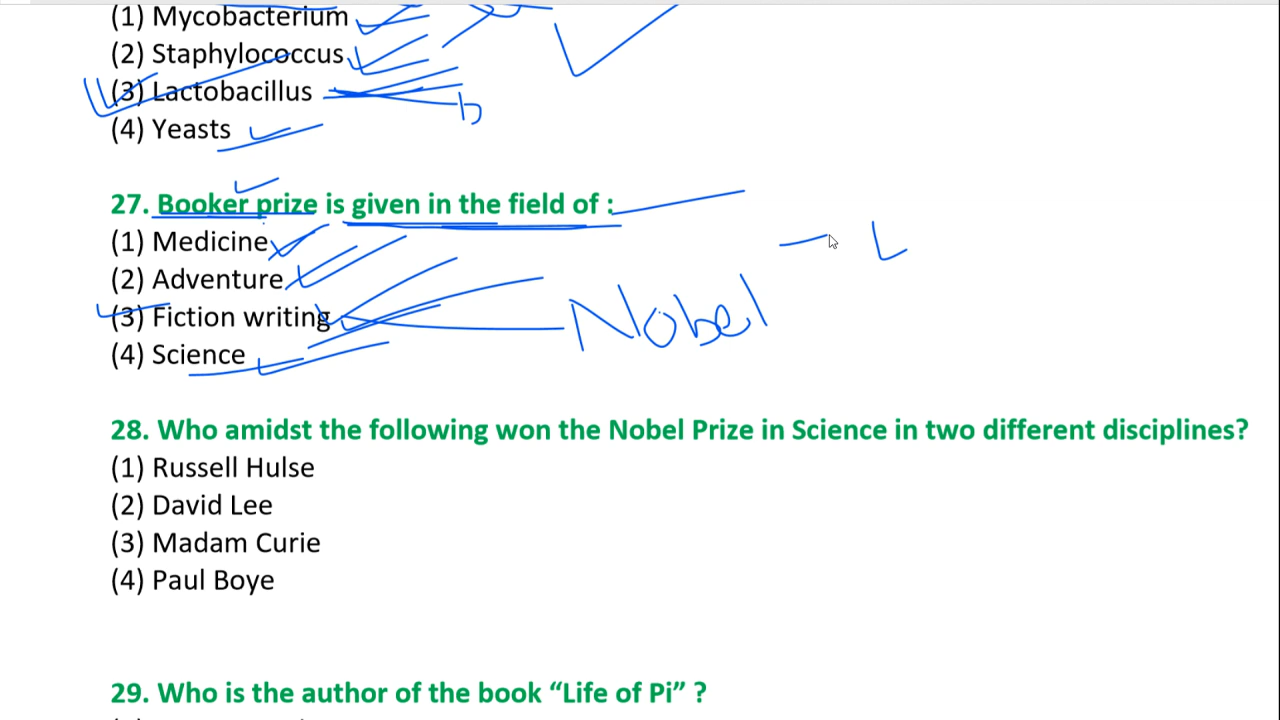 (1) Mycobacterium
(2) Staphylococcus
(3) Lactobacillus
b
(4) Yeasts
27. Booker prize is given in the field of :
(1) Medicine
L
(2) Adventure
(3) Fiction writing
Nobel
(4) Science
28. Who amidst the following won the Nobel Prize in Science in two different disciplines?
(1) Russell Hulse
(2) David Lee
(3) Madam Curie
(4) Paul Boye
29. Who is the author of the book “Life of Pi” ?